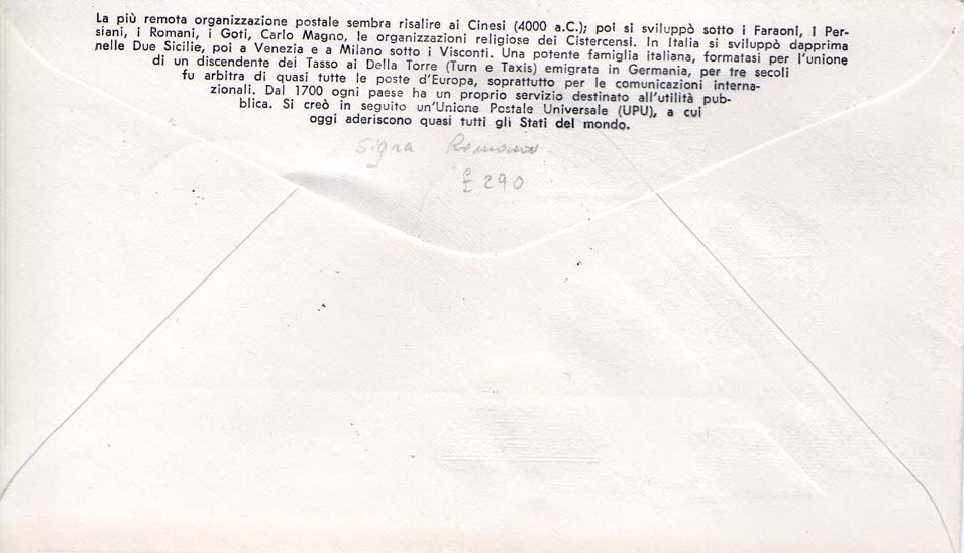 La più remota organizzazione postale sembra risalire ai Cinesi (4000 a.C.); poi si sviluppò sotto i Faraoni, i Per-
siani, i Romani, i Goti, Carlo Magno, le organizzazioni religiose dei Cistercensi. In Italia si sviluppò dapprima
nelle Due Sicilie, poi a Venezia e a Milano sotto i Visconti. Una potente famiglia italiana, formatasi per l'unione
di un discendente dei Tasso ai Della Torre (Turn e Taxis) emigrata in Germania, per tre secoli
fu arbitra di quasi tutte le poste d'Europa, soprattutto per le comunicazioni interna-
zionali. Dal 1700 ogni paese ha un proprio servizio destinato all'utilità pub-
blica. Si creò in seguito un'Unione Postale Universale (UPU), a cui
oggi aderiscono quasi tutti gli Stati del mondo.
Sigra
£ 290